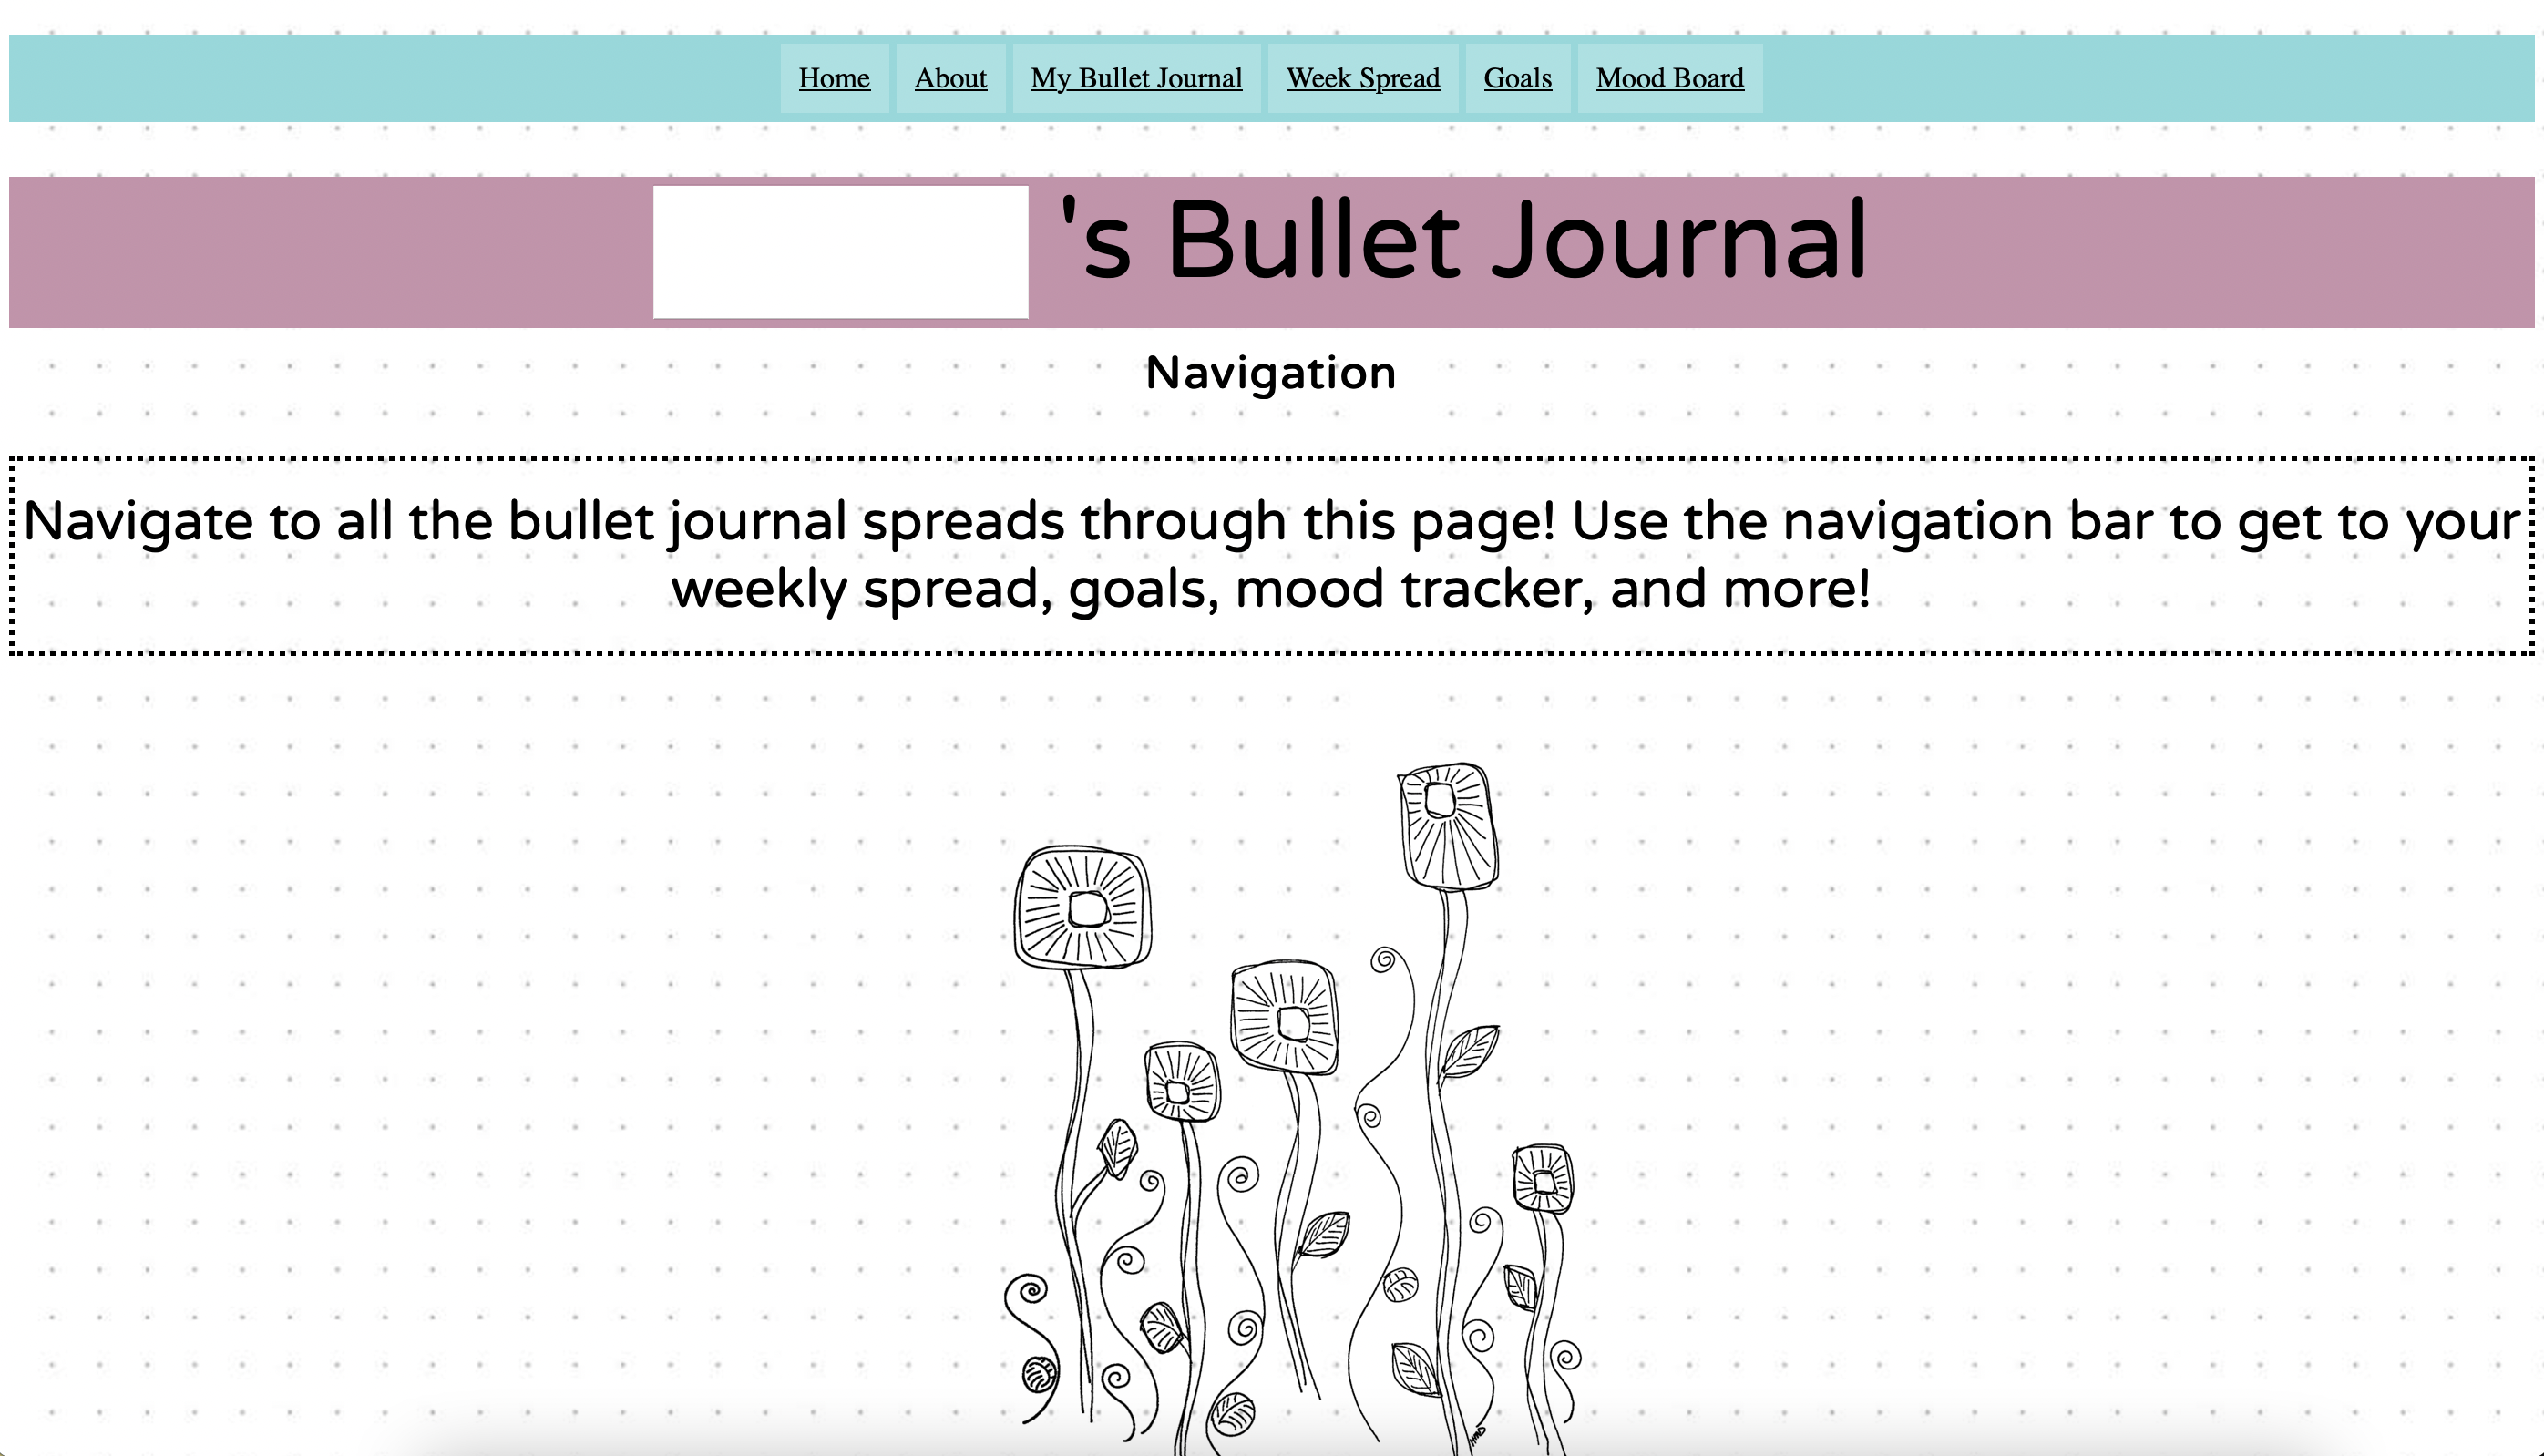 Home About My Bullet Journal Week Spread Goals Mood Board
's Bullet Journal
Navigation
Navigate to all the bullet journal spreads through this page! Use the navigation bar to get to your
weekly spread, goals, mood tracker, and more!